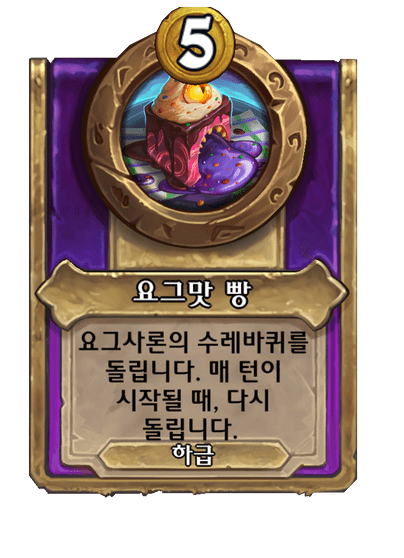 5
요그맛 빵
요그사론의 수레바퀴를
돌립니다. 매 턴이
시작될 때, 다시
돌립니다.
하급